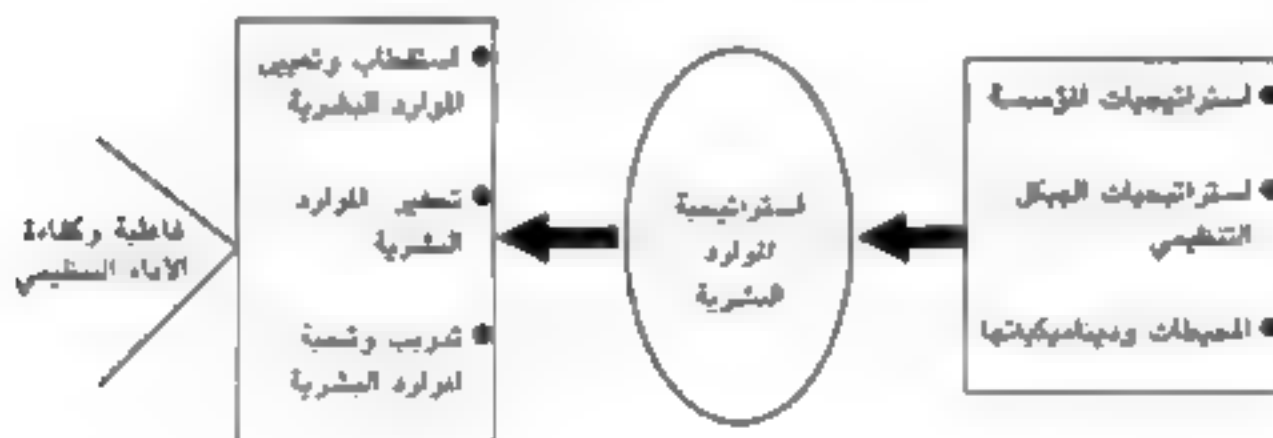 استراتيجيات المؤسسة
استراتيجيات الهيكل
التنظيمي
المحيطات وديناميكياتها
استراتيجية
الموارد
البشرية
استقطاب وتعيين
الموارد البشرية
تحفيز الموارد
البشرية
تدريب وتنمية
الموارد البشرية
فاعلية وكفاءة
الأداء التنظيمي